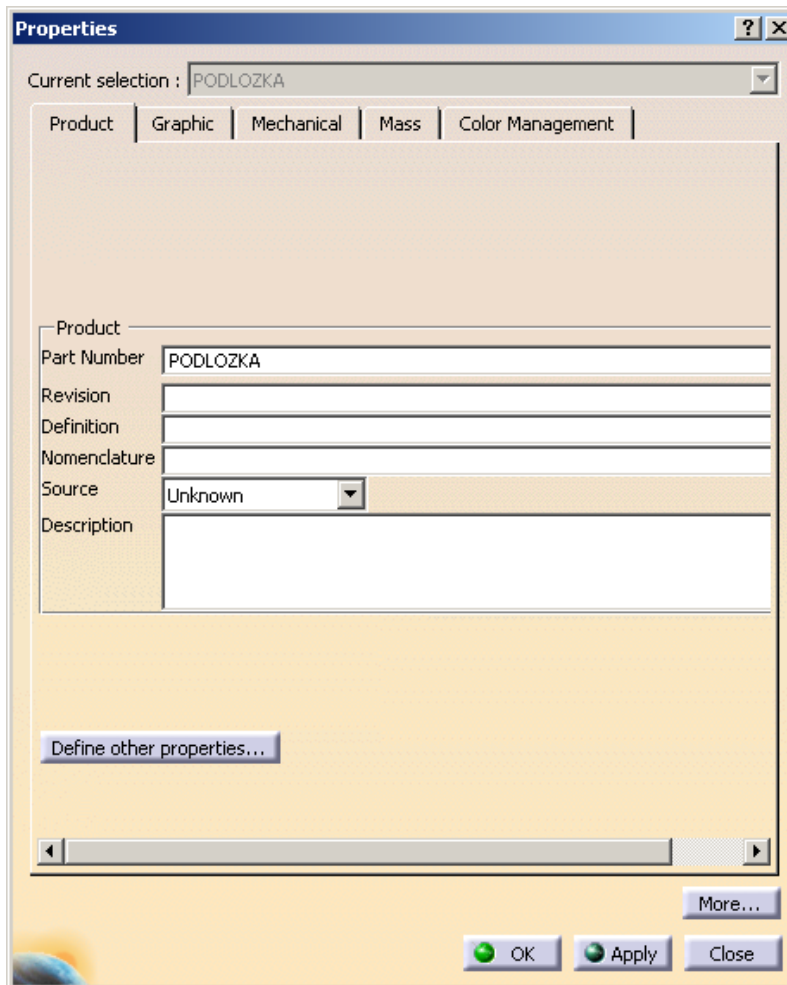 Properties
Current selection : PODLOZKA
Product Graphic Mechanical Mass Color Management
Product
Part Number PODLOZKA
Revision
Definition
Nomenclature
Source Unknown
Description
Define other properties...
More...
OK Apply Close